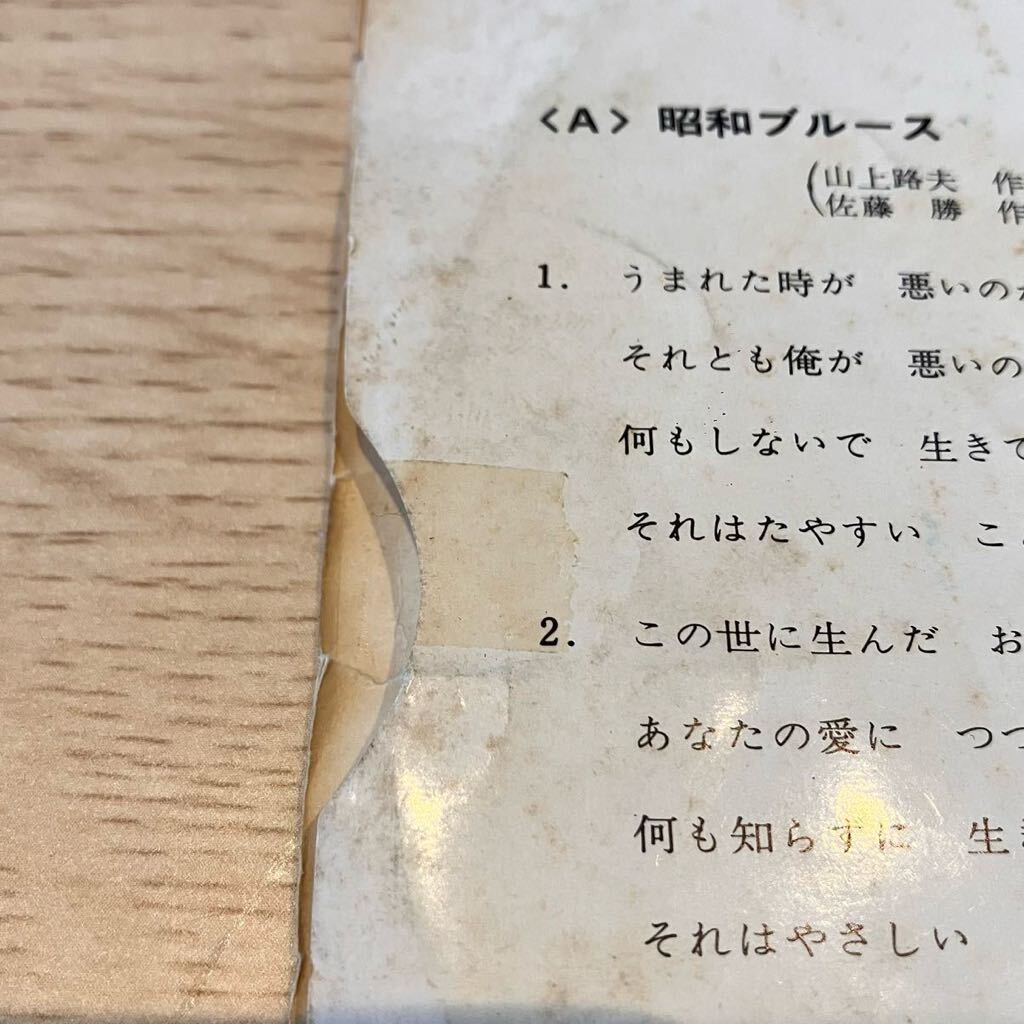 <A> 昭和ブルース
(山上路夫 作
佐藤 勝 作
1. うまれた時が 悪いのか
それとも俺が 悪いの
何もしないで 生きて
それはたやすい こ
2. この世に生んだ お
あなたの愛に つつ
何も知らずに 生き
それはやさしい